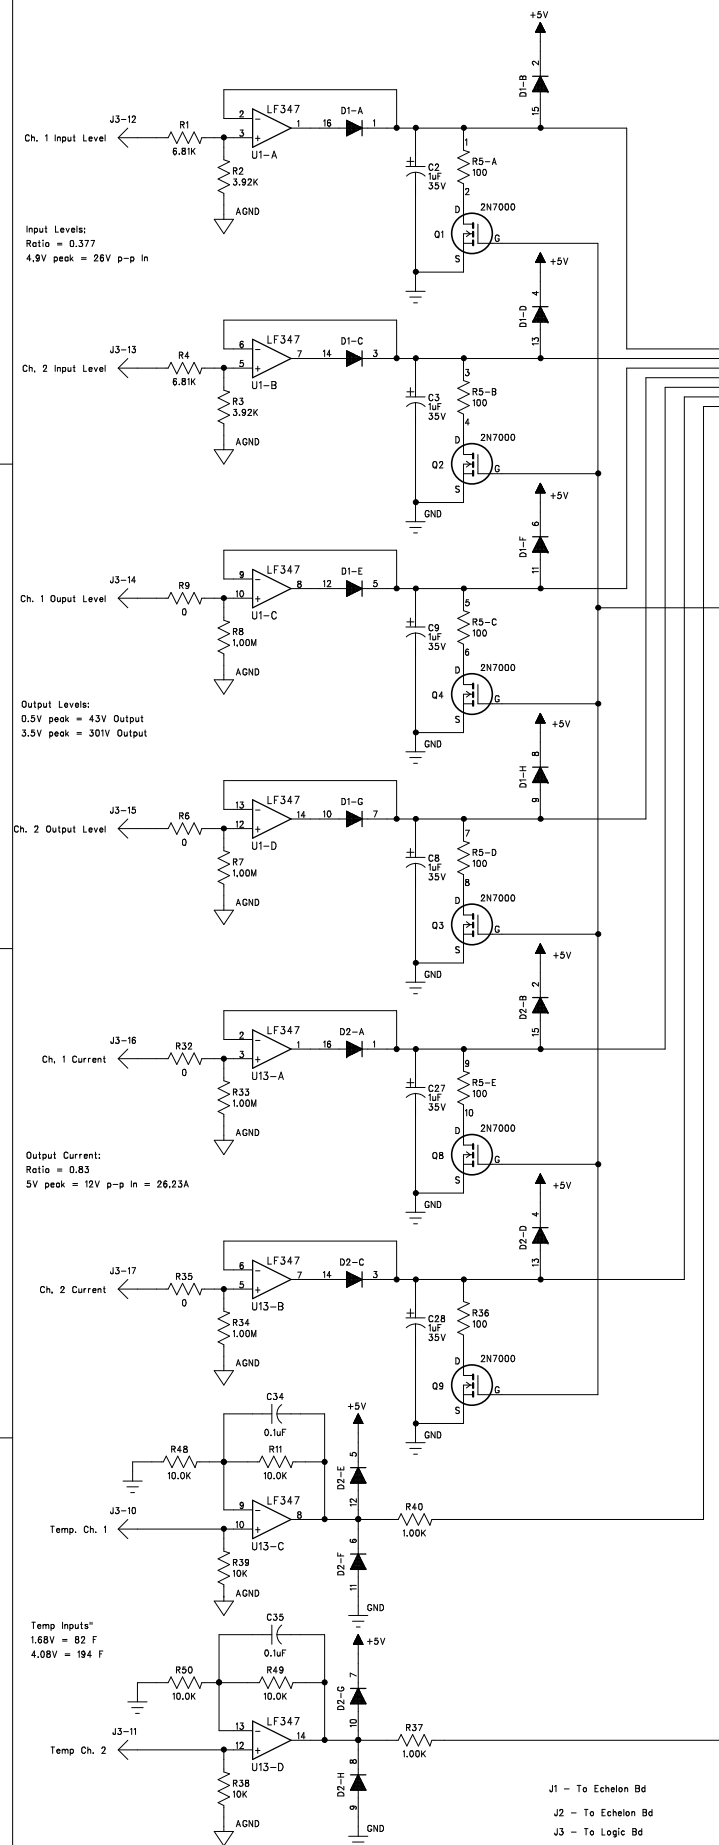 +5V
2
D1-B
15
J3-12
Ch. 1 Input Level
R1
6.81K
R2
3.92K
AGND
2
3
LF347
1
U1-A
16
D1-A
1
C2
1uF
35V
1
R5-A
100
2
D
2N7000
Q1
G
S
Input Levels;
Ratio = 0.377
4.9V peak = 26V p-p in
+5V
4
D1-D
13
J3-13
Ch. 2 Input Level
R4
6.81K
R3
3.92K
AGND
6
5
LF347
7
U1-B
14
D1-C
3
C3
1uF
35V
3
R5-B
100
4
D
2N7000
Q2
G
S
GND
+5V
6
D1-F
11
J3-14
Ch. 1 Ouput Level
R9
0
R8
1.00M
AGND
9
10
LF347
8
U1-C
12
D1-E
5
C9
1uF
35V
5
R5-C
100
6
D
2N7000
Q4
G
S
GND
Output Levels:
0.5V peak = 43V Output
3.5V peak = 301V Output
+5V
8
D1-H
9
J3-15
Ch. 2 Output Level
R6
0
R7
1.00M
AGND
13
12
LF347
14
U1-D
10
D1-G
7
C8
1uF
35V
7
R5-D
100
8
D
2N7000
Q3
G
S
GND
+5V
2
D2-B
15
J3-16
Ch. 1 Current
R32
0
R33
1.00M
AGND
2
3
LF347
1
U13-A
16
D2-A
1
C27
1uF
35V
9
R5-E
100
10
D
2N7000
Q8
G
S
GND
Output Current:
Ratio = 0.83
5V peak = 12V p-p in = 26.23A
+5V
4
D2-D
13
J3-17
Ch. 2 Current
R35
0
R34
1.00M
AGND
6
5
LF347
7
U13-B
14
D2-C
3
C28
1uF
35V
R36
100
D
2N7000
Q9
G
S
GND
C34
0.1uF
R48
10.0K
R11
10.0K
+5V
5
D2-E
12
J3-10
Temp. Ch. 1
9
10
LF347
8
U13-C
R39
10K
AGND
R40
1.00K
6
D2-F
11
GND
Temp Inputs"
1.68V = 82 F
4.08V = 194 F
C35
0.1uF
R50
10.0K
R49
10.0K
+5V
7
D2-G
10
J3-11
Temp Ch. 2
13
12
LF347
14
U13-D
R38
10K
AGND
R37
1.00K
8
D2-H
9
GND
J1 - To Echelon Bd
J2 - To Echelon Bd
J3 - To Logic Bd